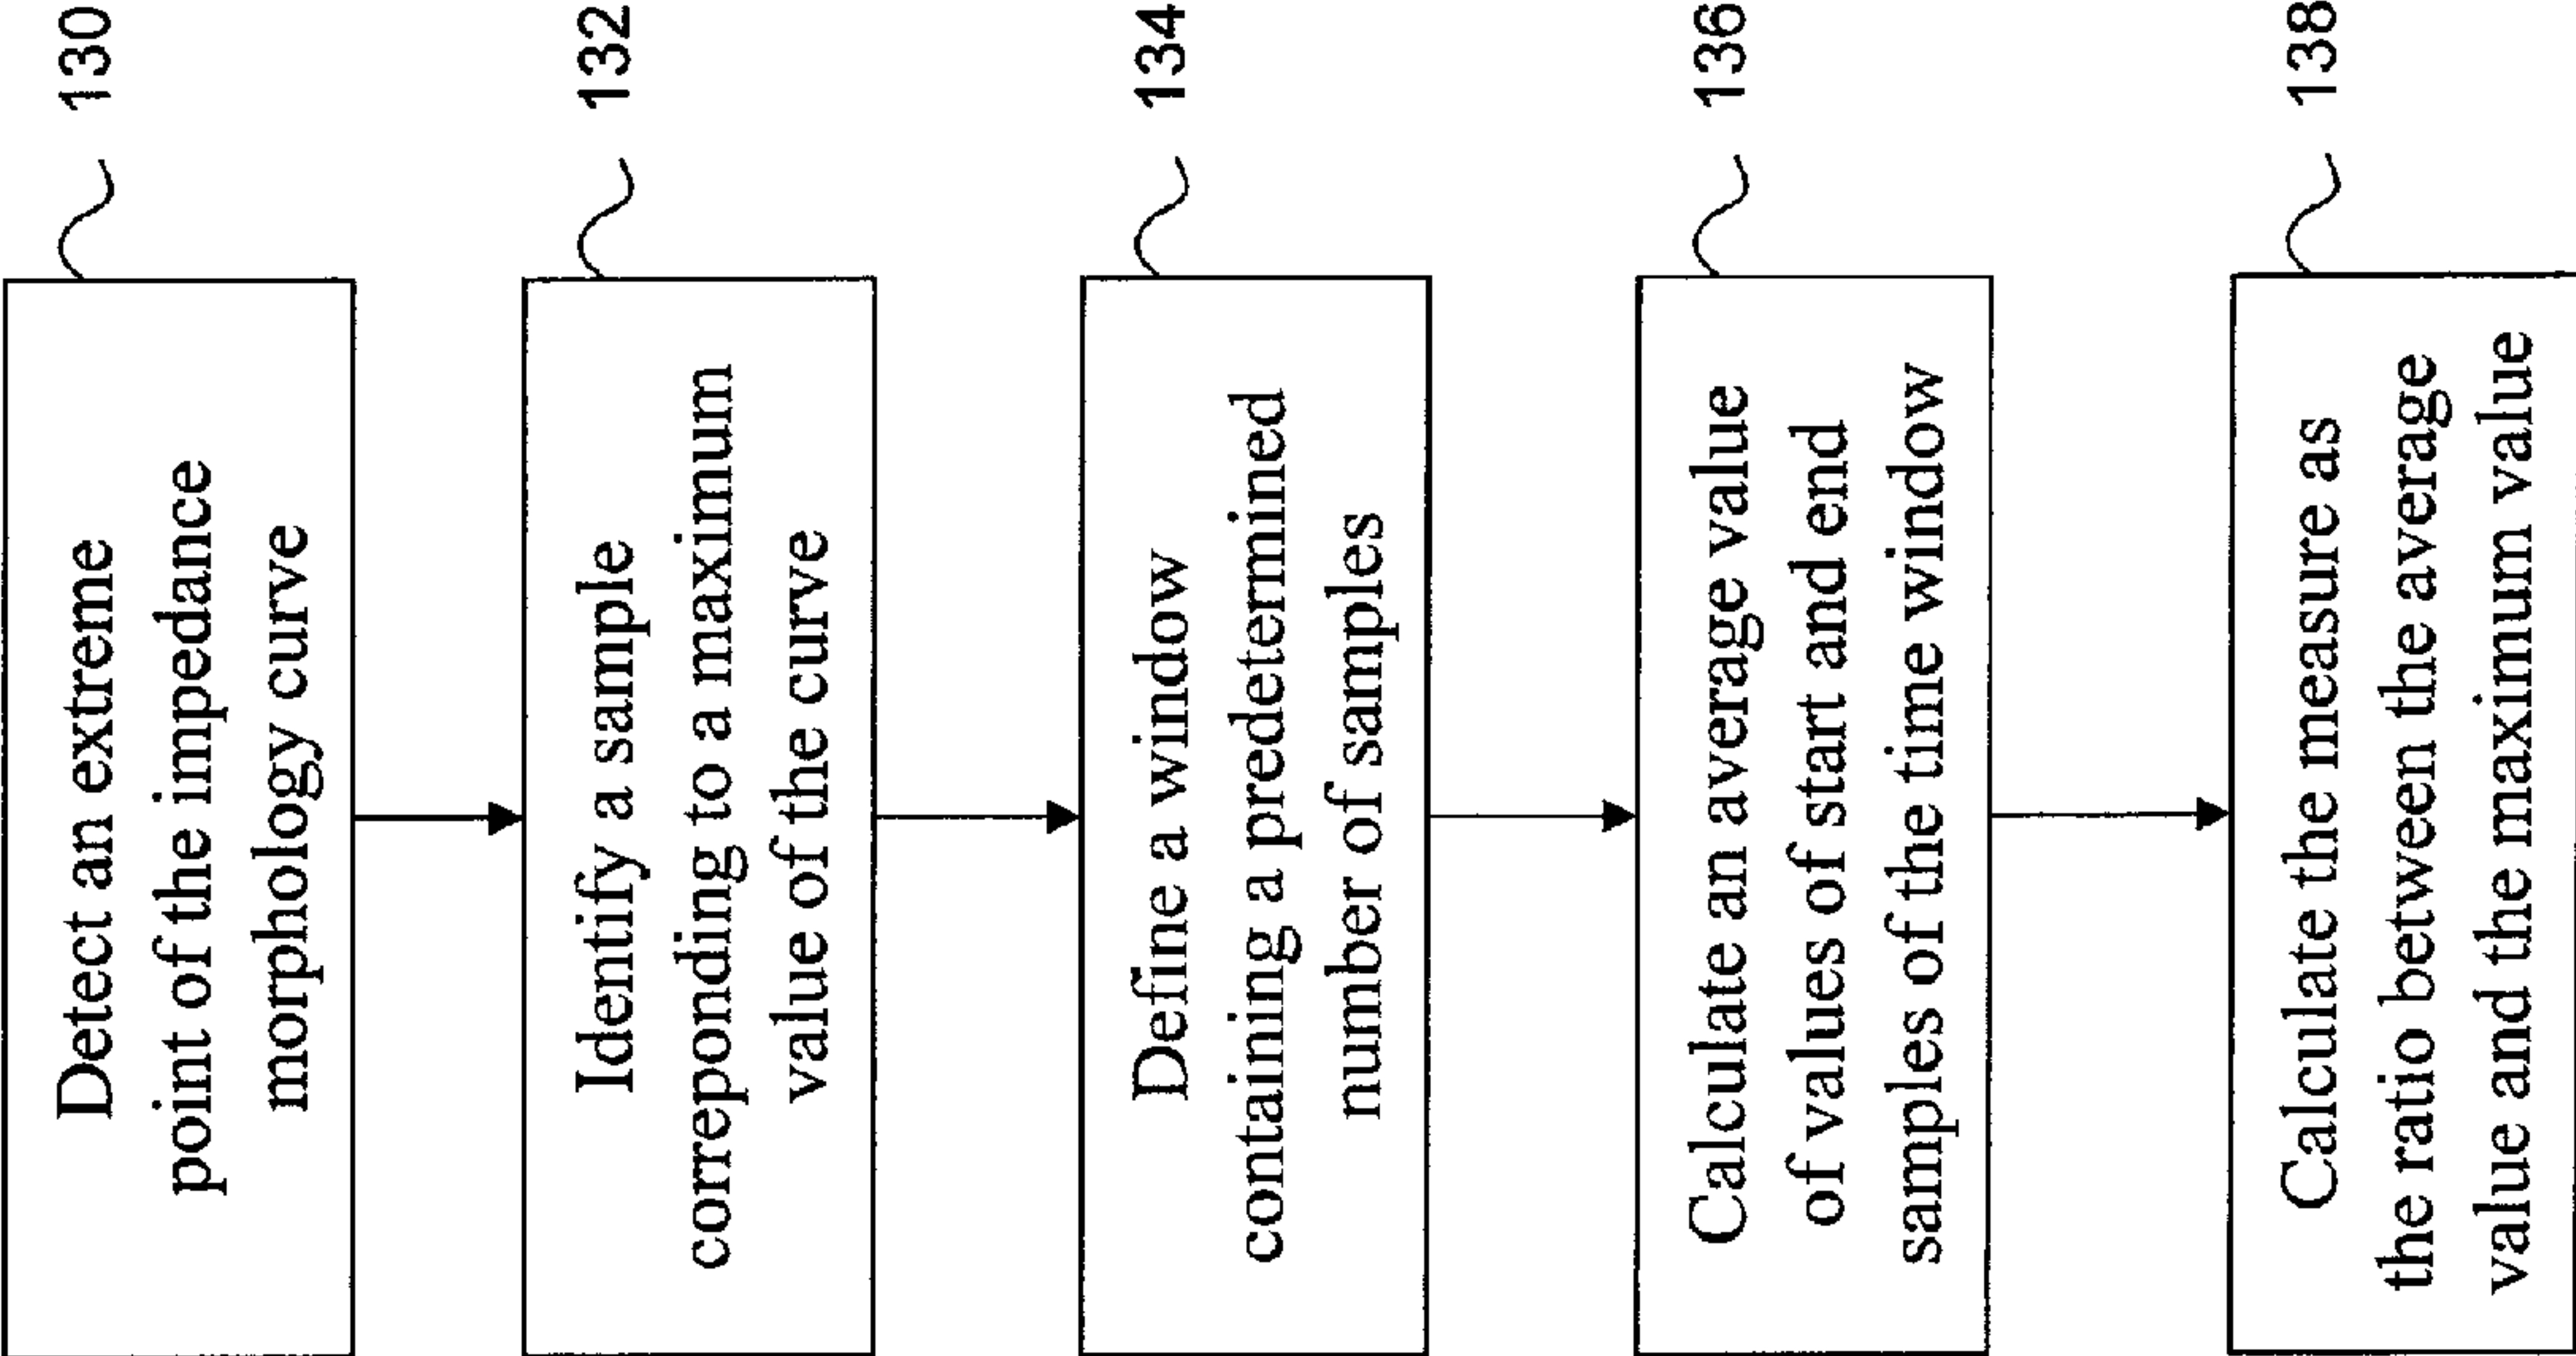 Detect an extreme
point of the impedance
morphology curve
130
Identify a sample
correponding to a maximum
value of the curve
132
Define a window
containing a predetermined
number of samples
134
Calculate an average value
of values of start and end
samples of the time window
136
Calculate the measure as
the ratio between the average
value and the maximum value
138